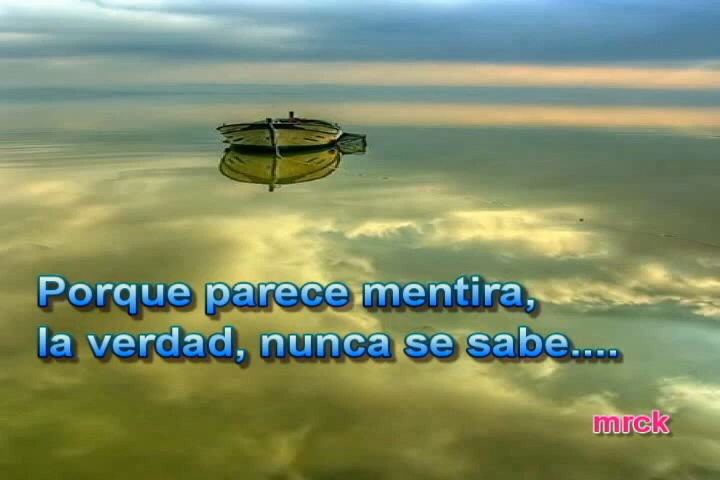 Porque parece mentira,
la verdad, nunca se sabe....
mrck